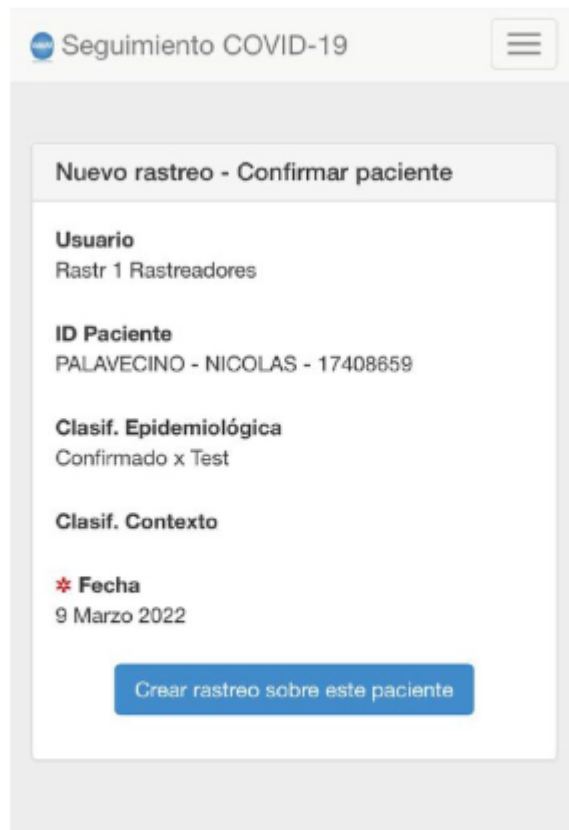 Seguimiento COVID-19
Nuevo rastreo - Confirmar paciente
Usuario
Rastr 1 Rastreadores
ID Paciente
PALAVECINO - NICOLAS - 17408659
Clasif. Epidemiológica
Confirmado x Test
Clasif. Contexto
* Fecha
9 Marzo 2022
Crear rastreo sobre este paciente